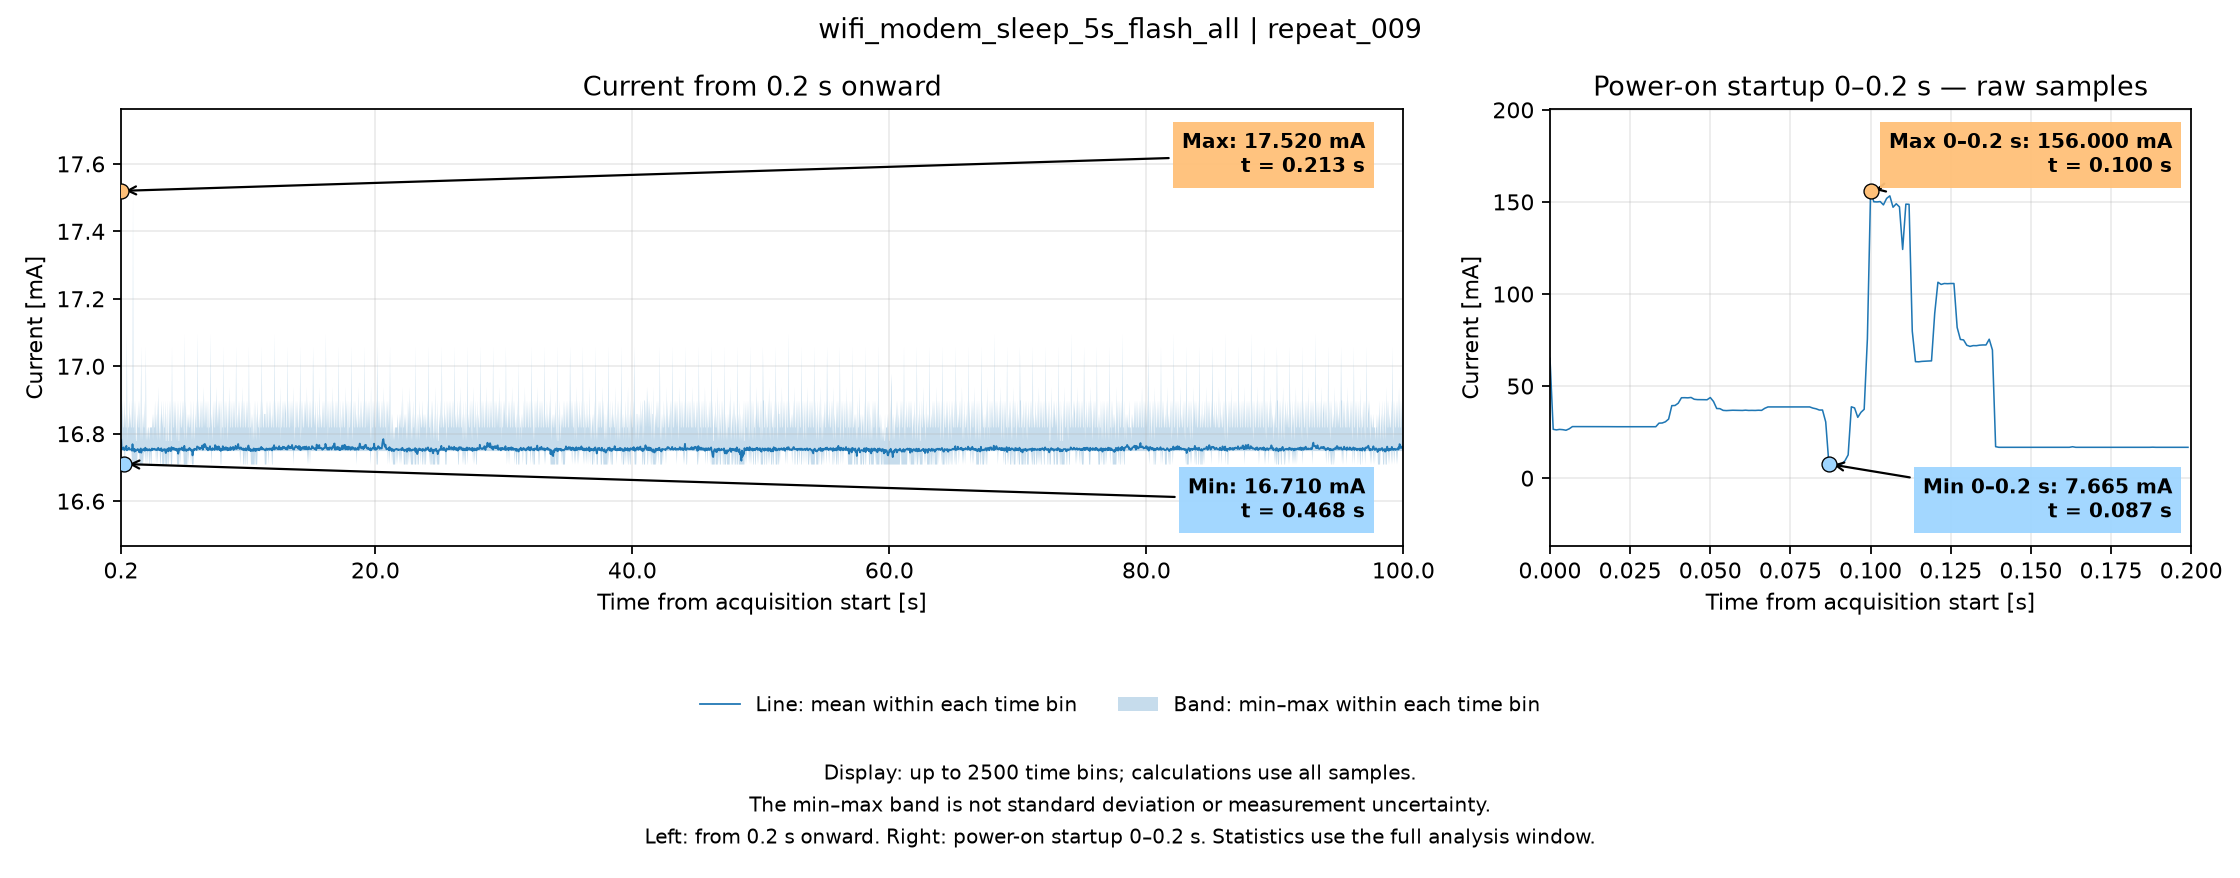 wifi_modem_sleep_5s_flash_all | repeat_009
Current from 0.2 s onward
Current [mA]
17.6
17.4
17.2
17.0
16.8
16.6
Max: 17.520 mA
t = 0.213 s
Min: 16.710 mA
t = 0.468 s
0.2 20.0 40.0 60.0 80.0 100.0
Time from acquisition start [s]
Power-on startup 0–0.2 s — raw samples
Current [mA]
200
150
100
50
0
Max 0–0.2 s: 156.000 mA
t = 0.100 s
Min 0–0.2 s: 7.665 mA
t = 0.087 s
0.000 0.025 0.050 0.075 0.100 0.125 0.150 0.175 0.200
Time from acquisition start [s]
Line: mean within each time bin
Band: min–max within each time bin
Display: up to 2500 time bins; calculations use all samples.
The min–max band is not standard deviation or measurement uncertainty.
Left: from 0.2 s onward. Right: power-on startup 0–0.2 s. Statistics use the full analysis window.